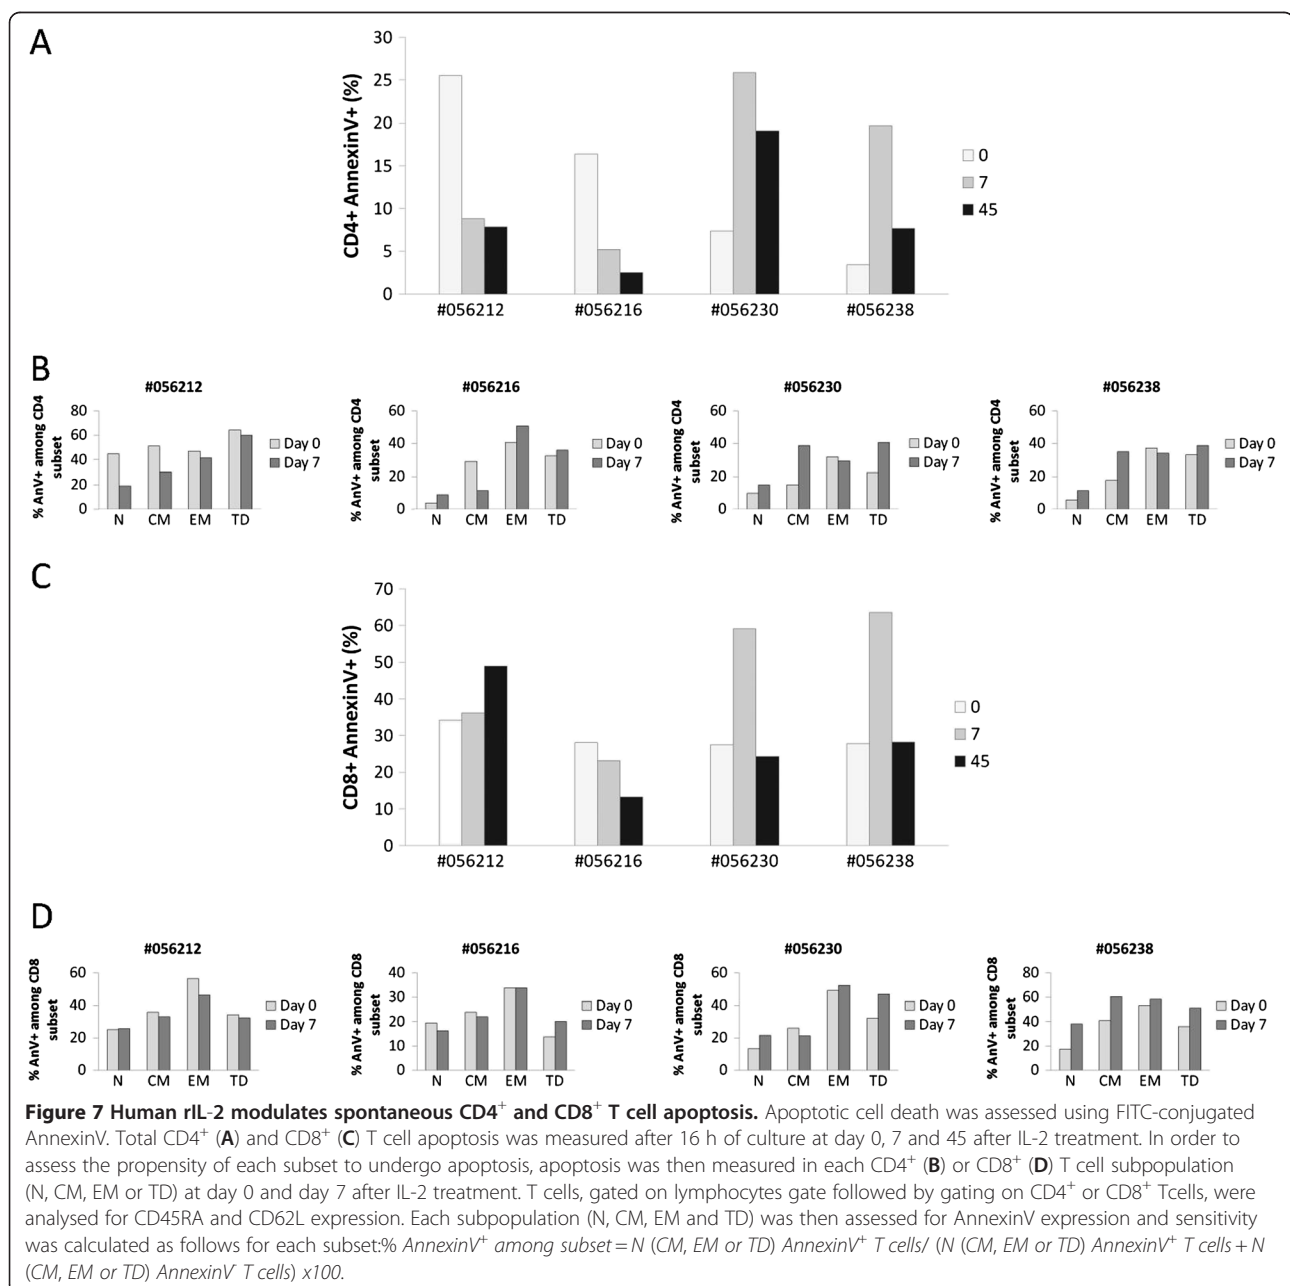 A
CD4+ AnnexinV+ (%)
30
25
20
15
10
5
0
#056212 #056216 #056230 #056238
0
7
45
B
#056212
% AnV+ among CD4
subset
80
60
40
20
0
N CM EM TD
Day 0
Day 7
#056216
% AnV+ among CD4
subset
60
40
20
0
N CM EM TD
Day 0
Day 7
#056230
% AnV+ among CD4
subset
60
40
20
0
N CM EM TD
Day 0
Day 7
#056238
% AnV+ among CD4
subset
60
40
20
0
N CM EM TD
Day 0
Day 7
C
CD8+ AnnexinV+ (%)
70
60
50
40
30
20
10
0
#056212 #056216 #056230 #056238
0
7
45
D
#056212
% AnV+ among CD8
subset
60
40
20
0
N CM EM TD
Day 0
Day 7
#056216
% AnV+ among CD8
subset
40
30
20
10
0
N CM EM TD
Day 0
Day 7
#056230
% AnV+ among CD8
subset
60
40
20
0
N CM EM TD
Day 0
Day 7
#056238
% AnV+ among CD8
subset
80
60
40
20
0
N CM EM TD
Day 0
Day 7
Figure 7 Human rIL-2 modulates spontaneous CD4⁺ and CD8⁺ T cell apoptosis. Apoptotic cell death was assessed using FITC-conjugated
AnnexinV. Total CD4⁺ (A) and CD8⁺ (C) T cell apoptosis was measured after 16 h of culture at day 0, 7 and 45 after IL-2 treatment. In order to
assess the propensity of each subset to undergo apoptosis, apoptosis was then measured in each CD4⁺ (B) or CD8⁺ (D) T cell subpopulation
(N, CM, EM or TD) at day 0 and day 7 after IL-2 treatment. T cells, gated on lymphocytes gate followed by gating on CD4⁺ or CD8⁺ Tcells, were
analysed for CD45RA and CD62L expression. Each subpopulation (N, CM, EM and TD) was then assessed for AnnexinV expression and sensitivity
was calculated as follows for each subset:% AnnexinV⁺ among subset = N (CM, EM or TD) AnnexinV⁺ T cells/ (N (CM, EM or TD) AnnexinV⁺ T cells + N
(CM, EM or TD) AnnexinV⁻ T cells) x100.